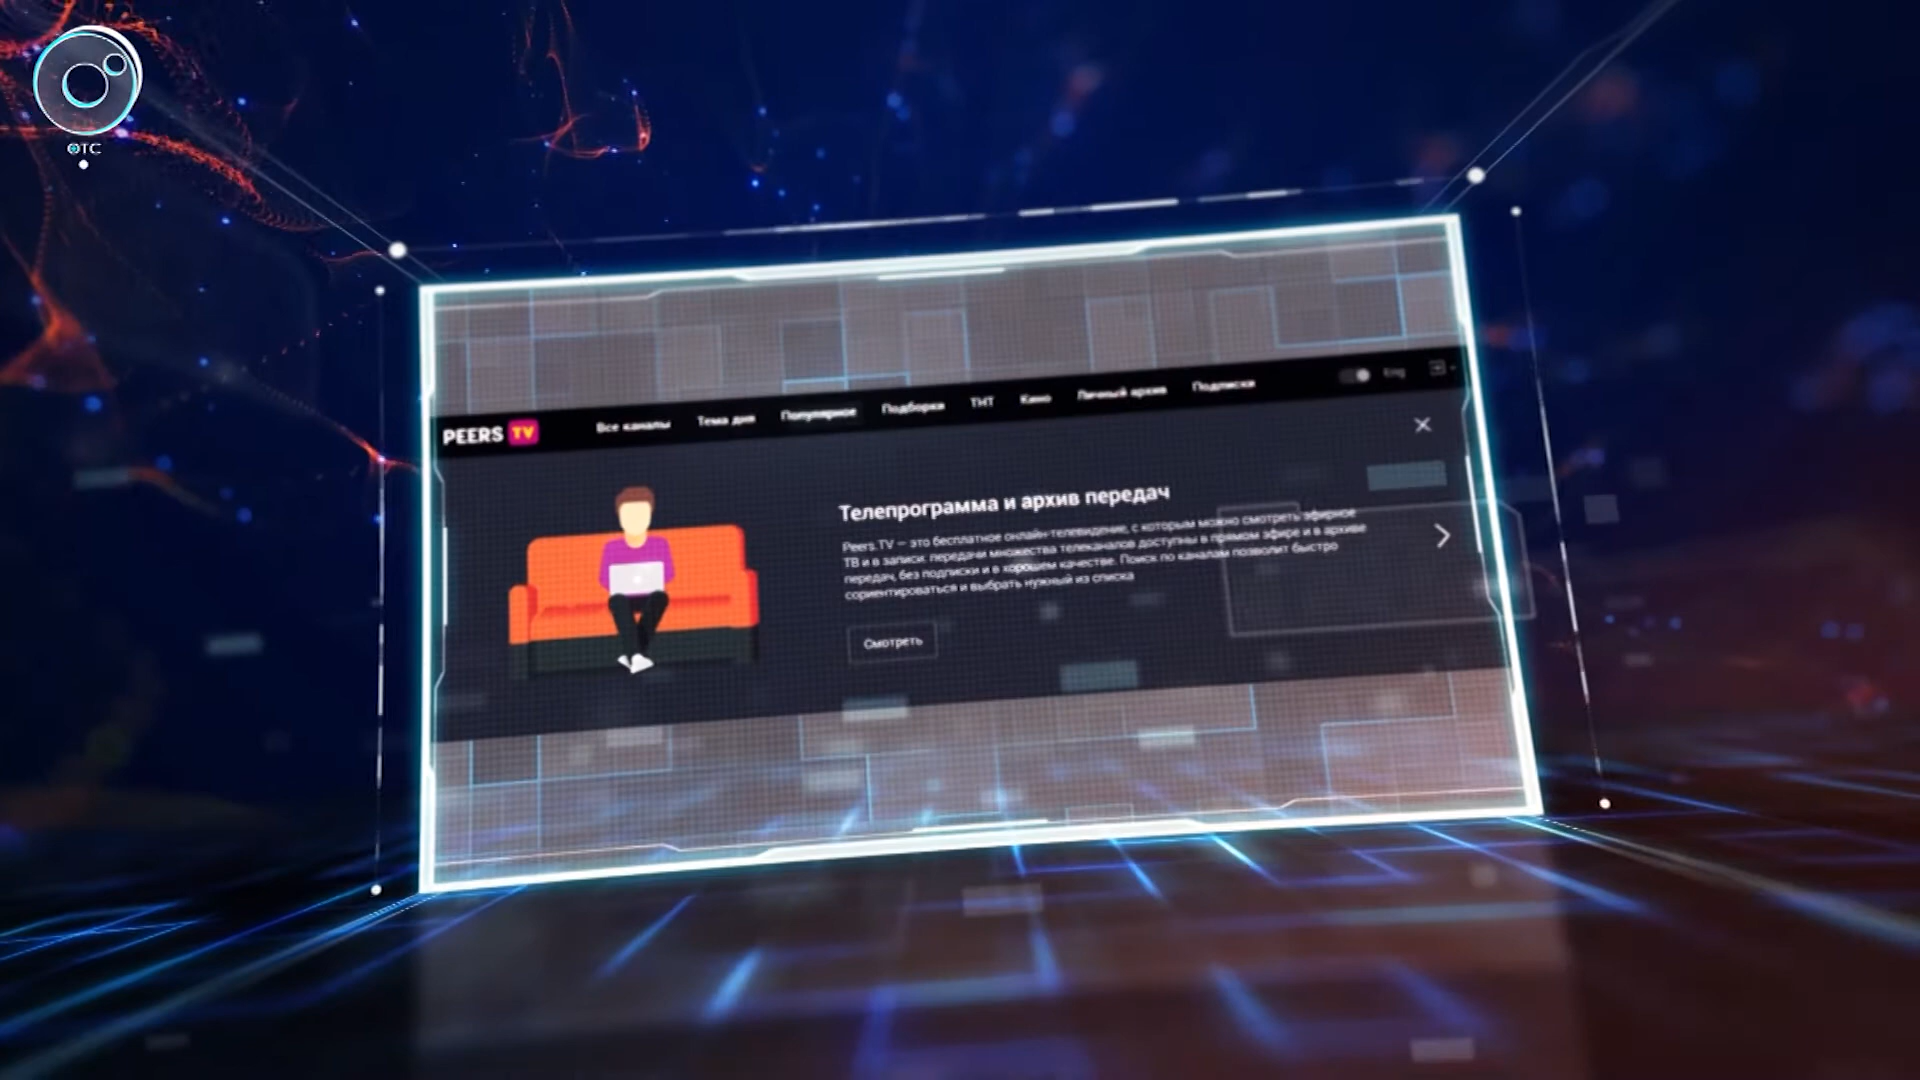 ОТС
PEERS TV
Все каналы Тема дня Популярное Подборки ТНТ Кино Личный архив Подписки Eng
Телепрограмма и архив передач
Peers.TV — это бесплатное онлайн-телевидение, с которым можно смотреть эфирное
ТВ и в записи: передачи множества телеканалов доступны в прямом эфире и в архиве
передач, без подписки и в хорошем качестве. Поиск по каналам позволит быстро
сориентироваться и выбрать нужный из списка
Смотреть